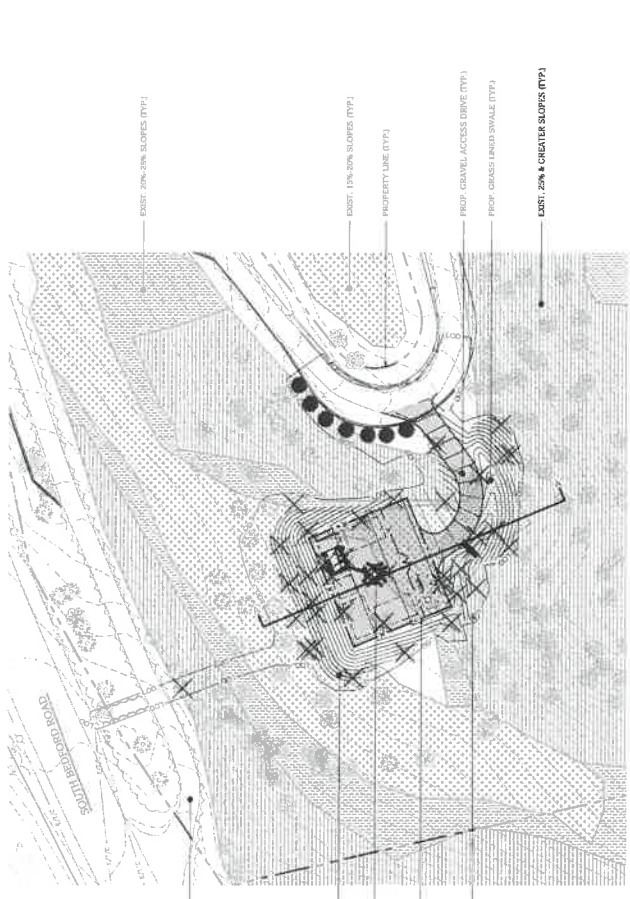 EXIST. 20%-25% SLOPES (TYP.)
EXIST. 15%-20% SLOPES (TYP.)
PROPERTY LINE (TYP.)
PROP. GRAVEL ACCESS DRIVE (TYP.)
PROP. GRASS LINED SWALE (TYP.)
EXIST. 25% & GREATER SLOPES (TYP.)
LOD
SOUTH BEDFORD ROAD